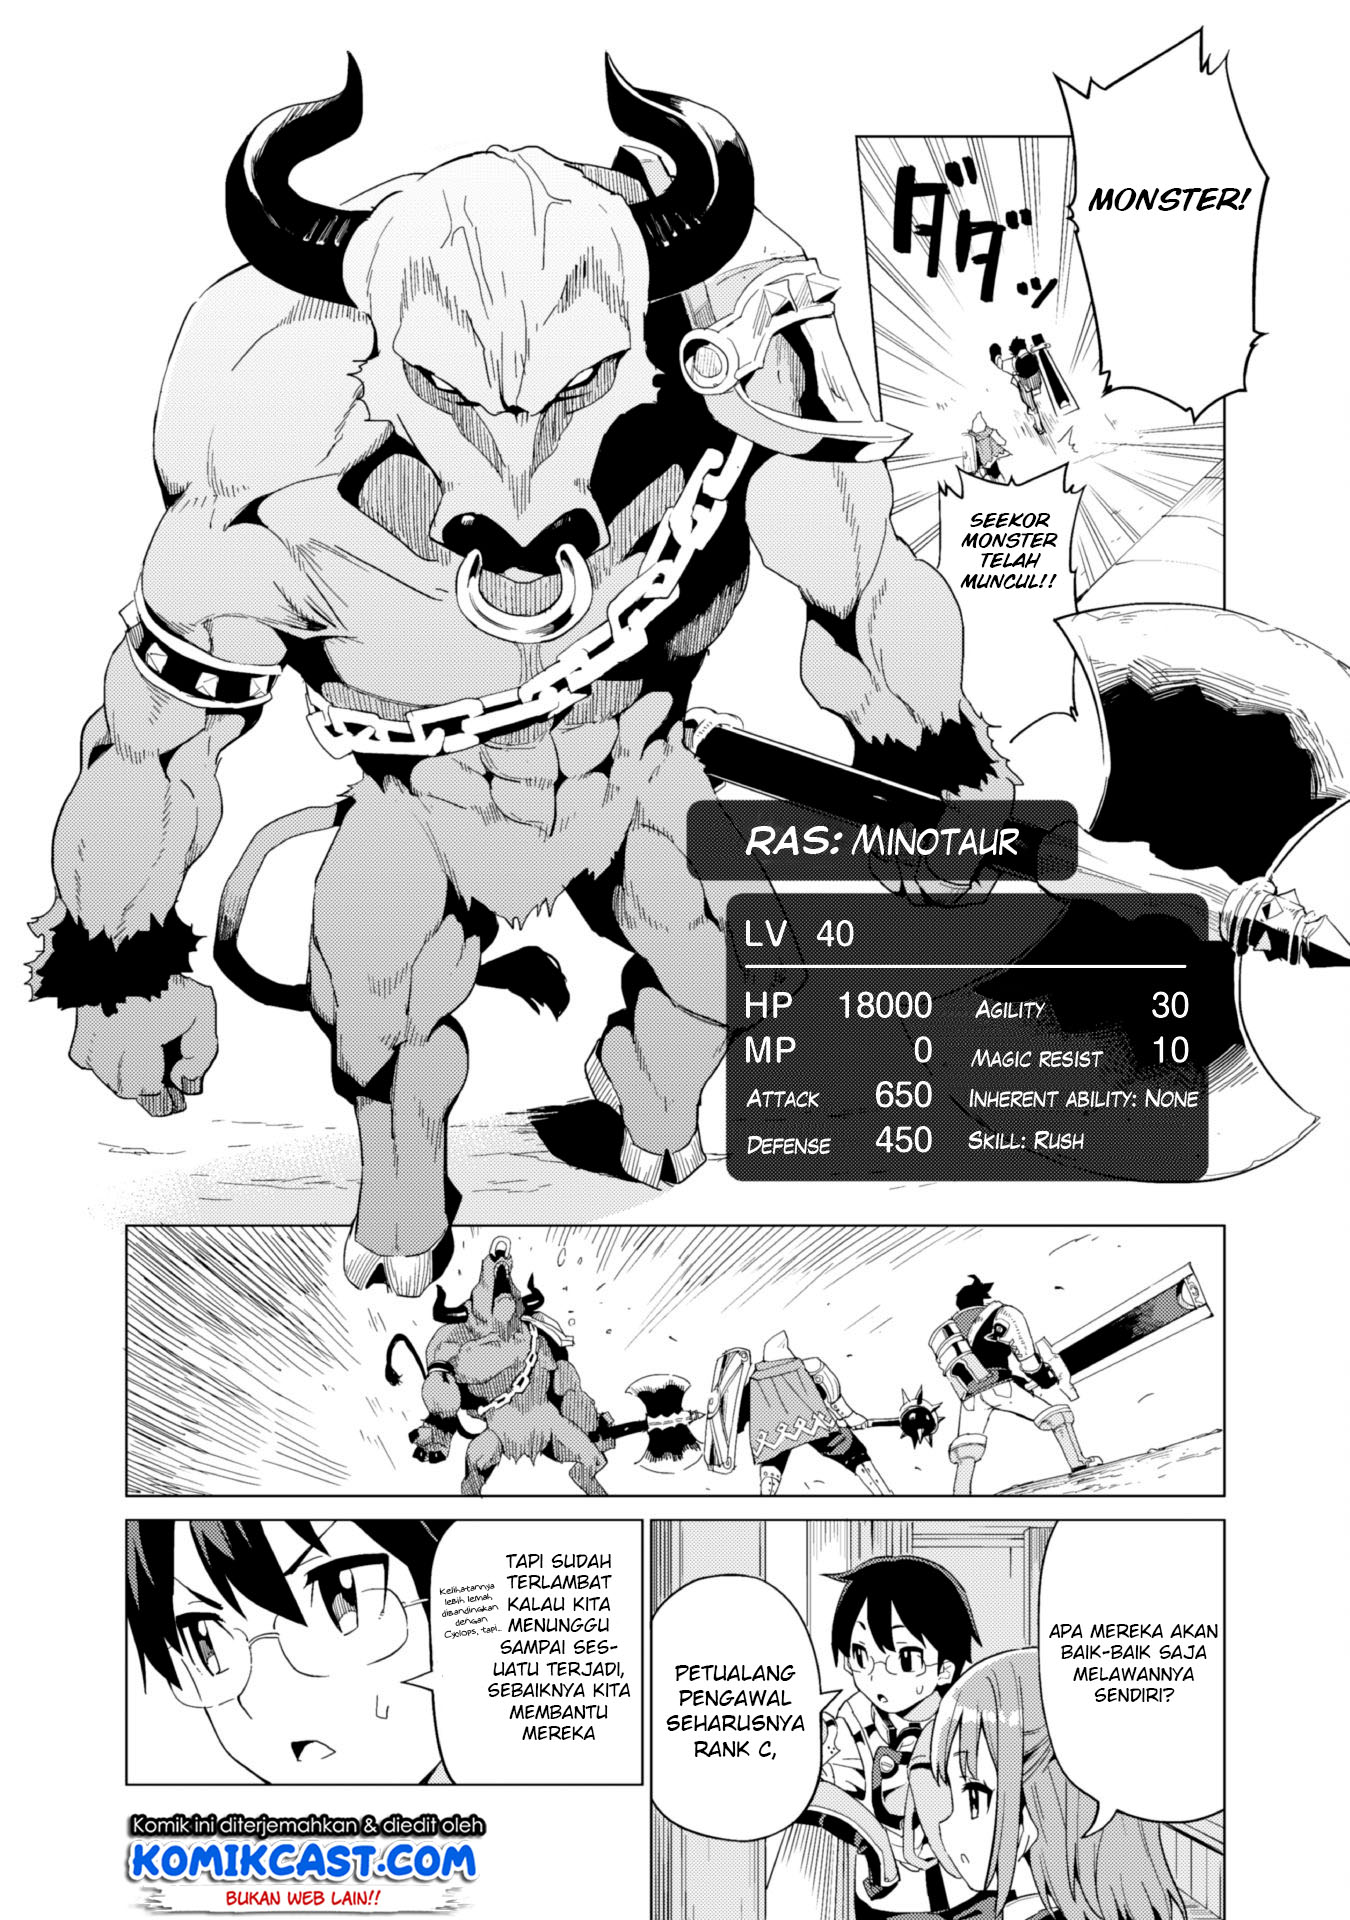 MONSTER!
ダダダッ
SEEKOR
MONSTER
TELAH
MUNCUL!!
RAS: MINOTAUR
LV 40
HP 18000 AGILITY 30
MP 0 MAGIC RESIST 10
ATTACK 650 INHERENT ABILITY: NONE
DEFENSE 450 SKILL: RUSH
APA MEREKA AKAN
BAIK-BAIK SAJA
MELAWANNYA
SENDIRI?
PETUALANG
PENGAWAL
SEHARUSNYA
RANK C,
TAPI SUDAH
TERLAMBAT
KALAU KITA
MENUNGGU
SAMPAI SES-
UATU TERJADI,
SEBAIKNYA KITA
MEMBANTU
MEREKA
Kelihatannya
lebih lemah
dibandingkan
dengan
Cyclops, tapi...
Komik ini diterjemahkan & diedit oleh
KOMIKCAST.COM
BUKAN WEB LAIN!!